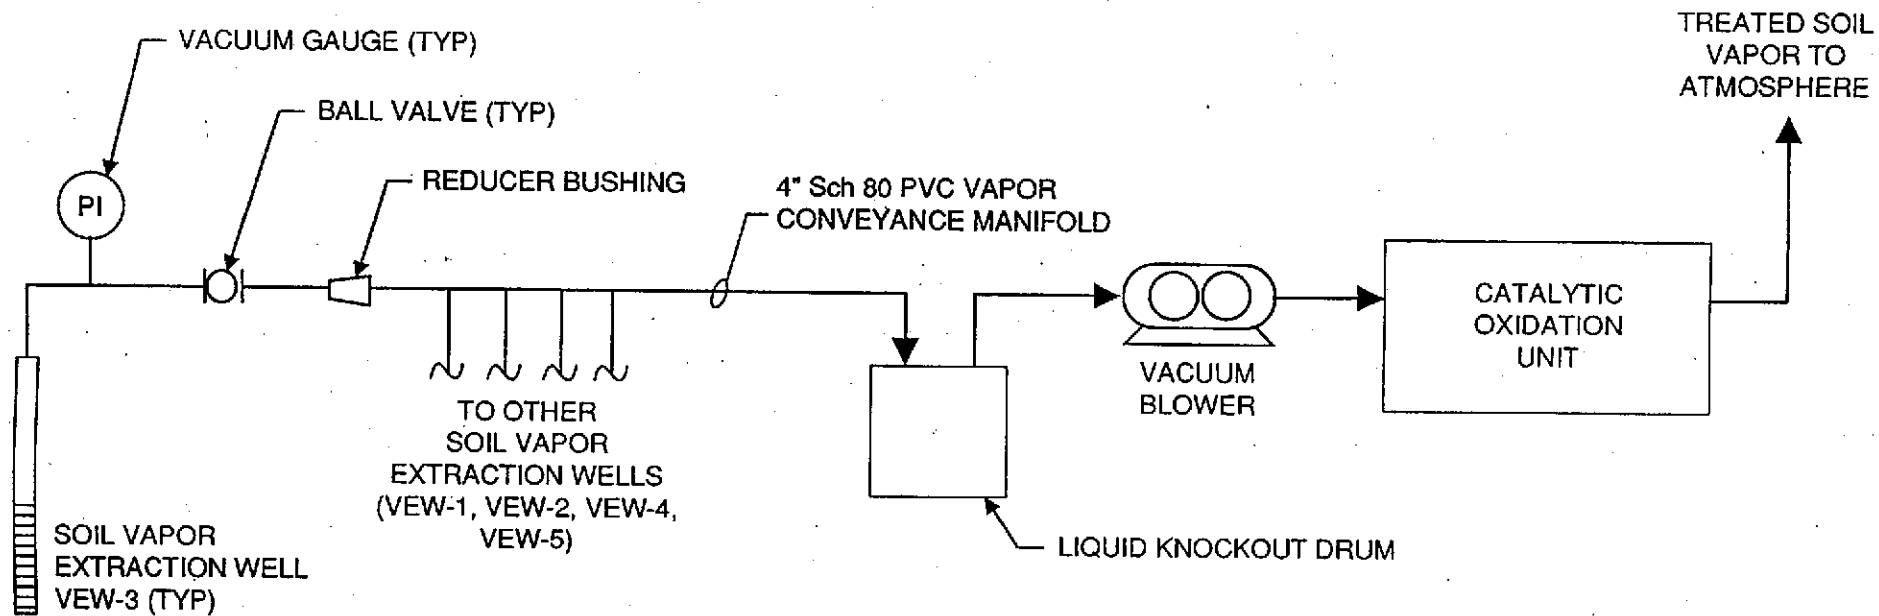 VACUUM GAUGE (TYP)
BALL VALVE (TYP)
PI
REDUCER BUSHING
4" Sch 80 PVC VAPOR
CONVEYANCE MANIFOLD
TREATED SOIL
VAPOR TO
ATMOSPHERE
CATALYTIC
OXIDATION
UNIT
VACUUM
BLOWER
TO OTHER
SOIL VAPOR
EXTRACTION WELLS
(VEW-1, VEW-2, VEW-4,
VEW-5)
LIQUID KNOCKOUT DRUM
SOIL VAPOR
EXTRACTION WELL
VEW-3 (TYP)